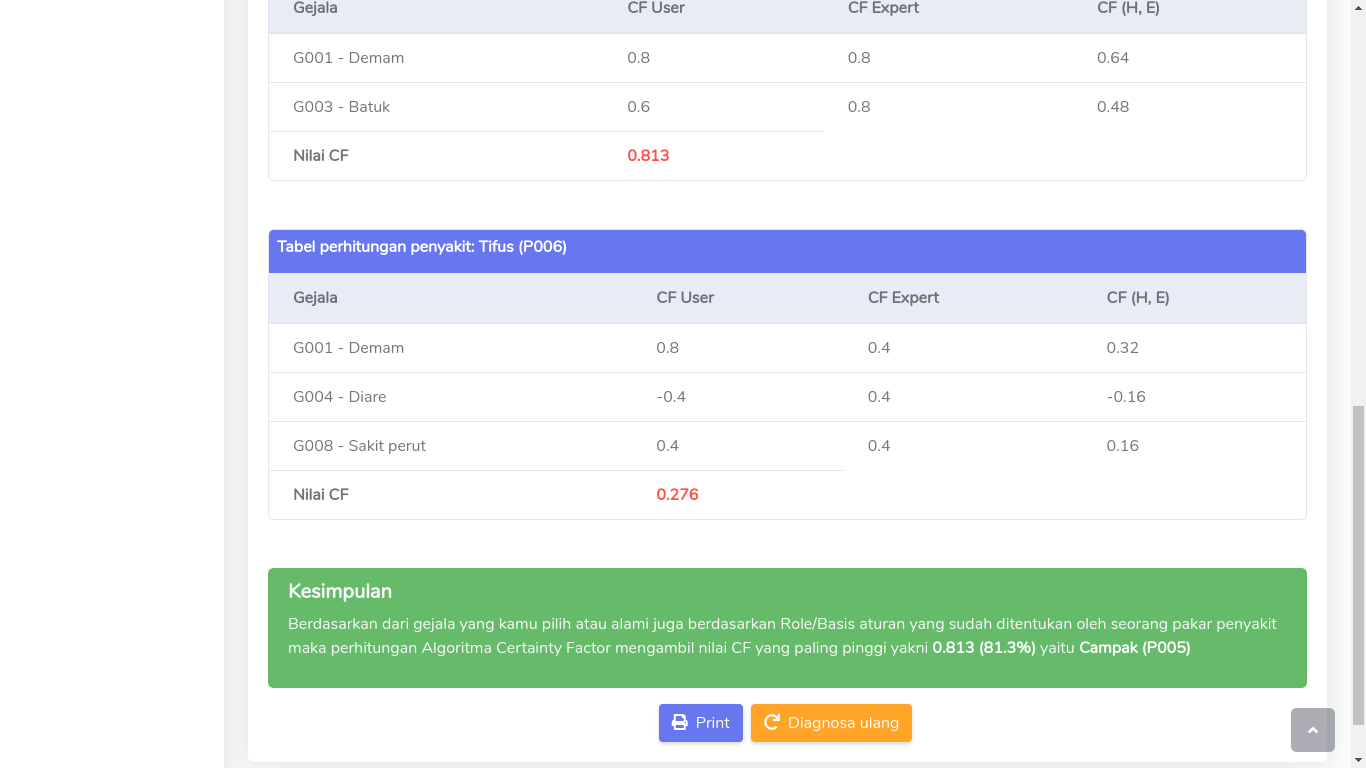 Gejala CF User CF Expert CF (H, E)
G001 - Demam 0.8 0.8 0.64
G003 - Batuk 0.6 0.8 0.48
Nilai CF 0.813
Tabel perhitungan penyakit: Tifus (P006)
Gejala CF User CF Expert CF (H, E)
G001 - Demam 0.8 0.4 0.32
G004 - Diare -0.4 0.4 -0.16
G008 - Sakit perut 0.4 0.4 0.16
Nilai CF 0.276
Kesimpulan
Berdasarkan dari gejala yang kamu pilih atau alami juga berdasarkan Role/Basis aturan yang sudah ditentukan oleh seorang pakar penyakit
maka perhitungan Algoritma Certainty Factor mengambil nilai CF yang paling pinggi yakni 0.813 (81.3%) yaitu Campak (P005)
Print Diagnosa ulang